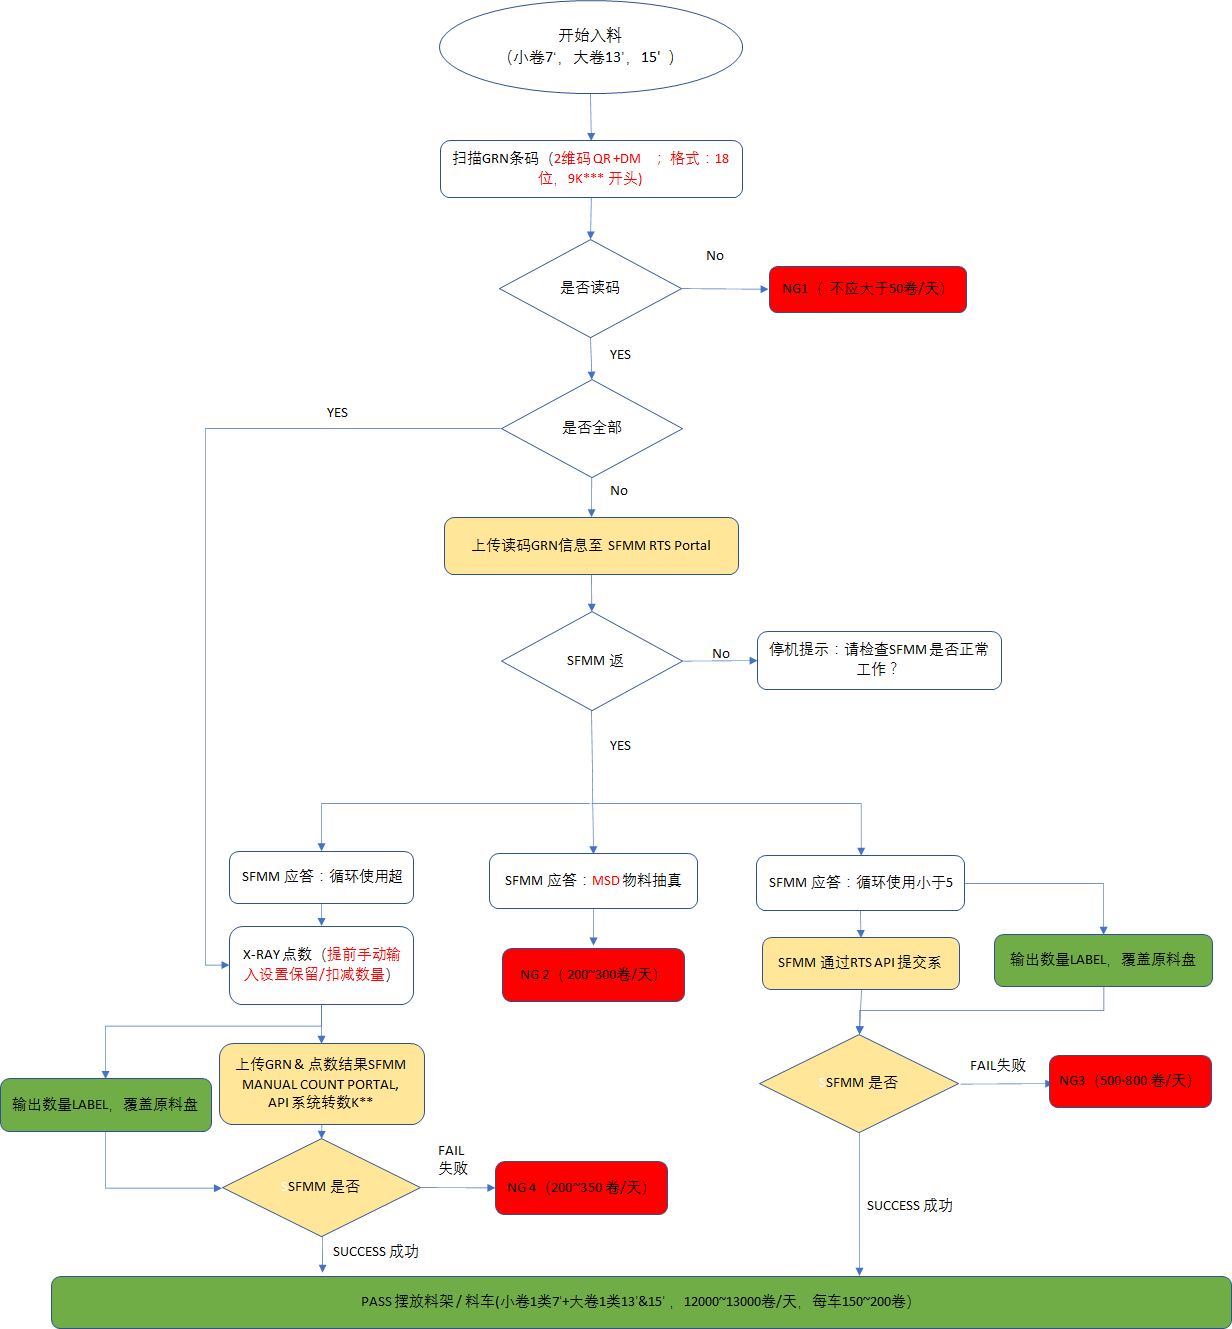 开始入料
（小卷7‘，大卷13’，15' ）
扫描GRN条码（2维码 QR +DM ；格式：18
位，9K*** 开头)
是否读码
No
NG1（ 不应大于50卷/天）
YES
是否全部
YES
No
上传读码GRN信息至 SFMM RTS Portal
SFMM 返
No
停机提示：请检查SFMM 是否正常
工作？
YES
SFMM 应答：循环使用超
SFMM 应答：MSD 物料抽真
SFMM 应答：循环使用小于5
X-RAY 点数（提前手动输
入设置保留/扣减数量）
NG 2（ 200~300卷/天）
SFMM 通过RTS API 提交系
输出数量LABEL，覆盖原料盘
上传GRN & 点数结果SFMM
MANUAL COUNT PORTAL,
API 系统转数K**
输出数量LABEL，覆盖原料盘
SSFMM 是否
FAIL失败
NG3（500-800 卷/天）
SSFMM 是否
FAIL
失败
NG 4（200~350 卷/天）
SUCCESS 成功
SUCCESS 成功
PASS 摆放料架 / 料车(小卷1类7‘+大卷1类13’&15‘ ，12000~13000卷/天，每车150~200卷）